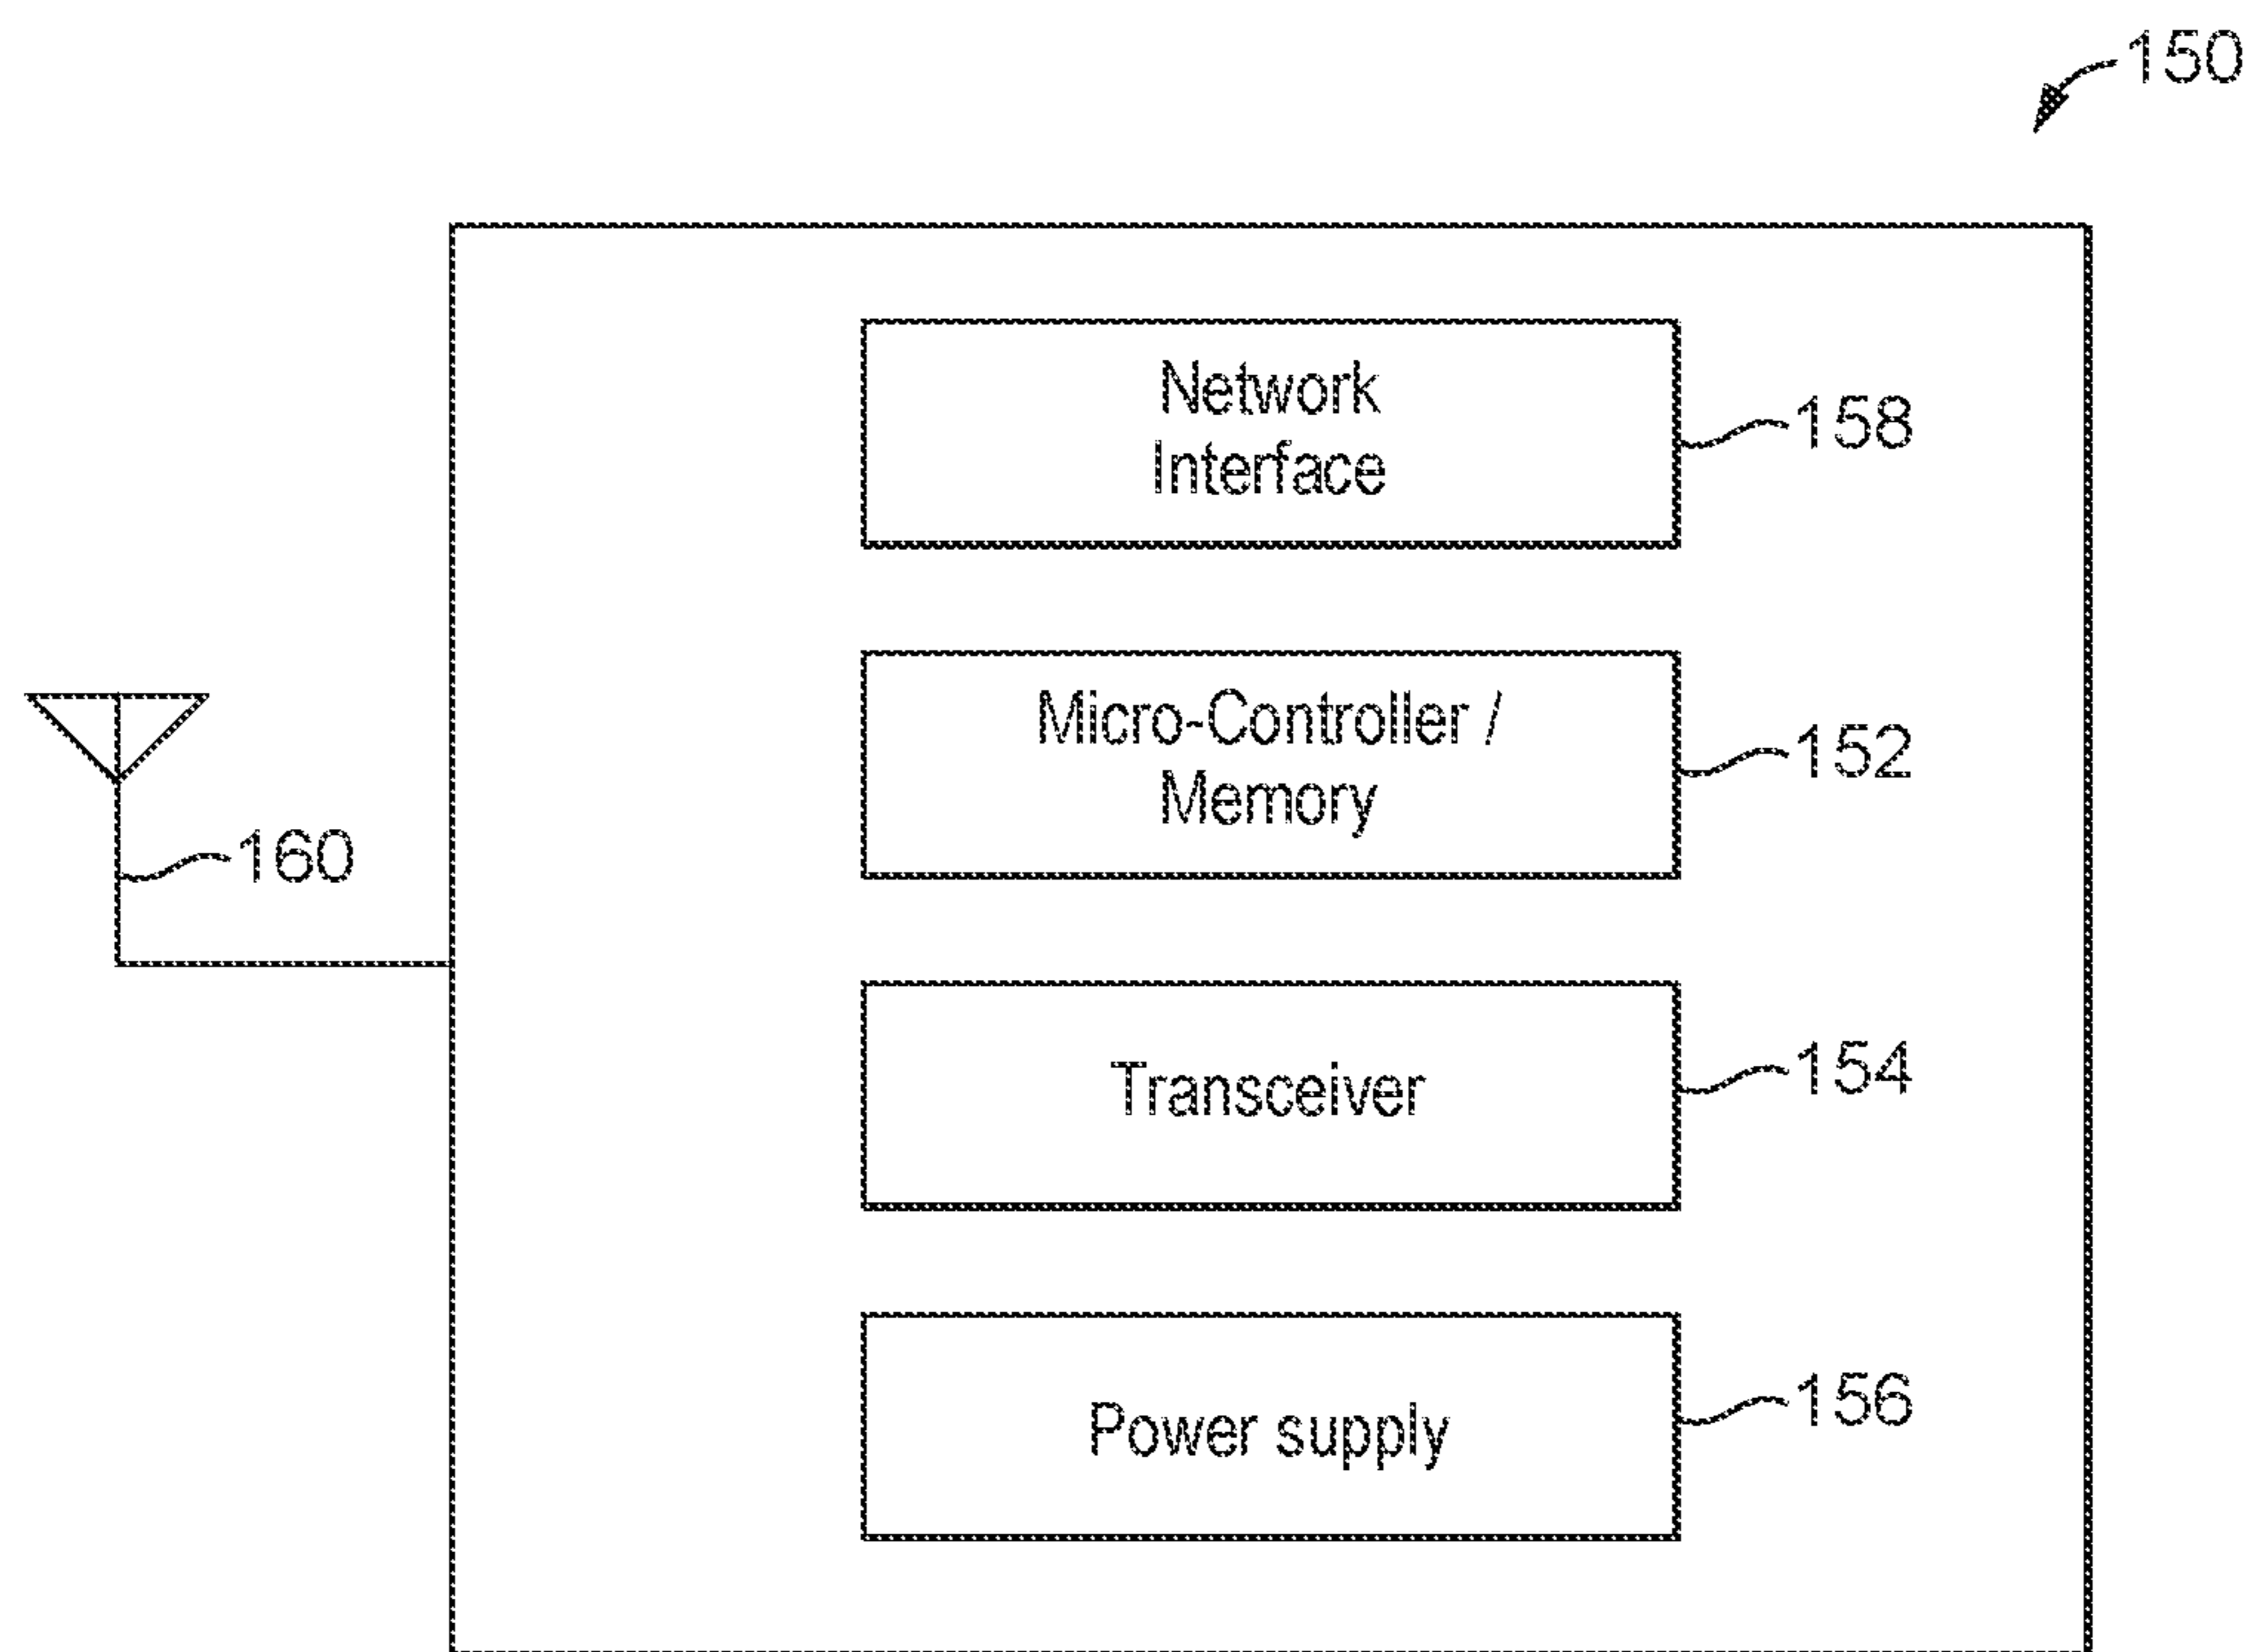 150
Network
Interface
158
Micro-Controller /
Memory
152
160
Transceiver
154
Power supply
156